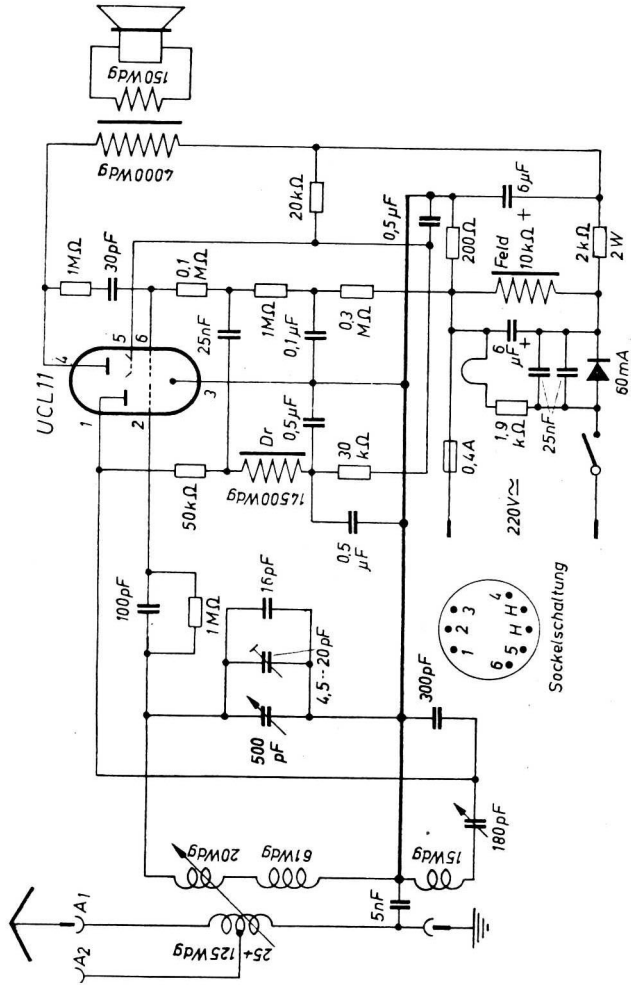 A1
A2
25+125Wdg
20Wdg
61Wdg
15Wdg
5nF
180pF
300pF
500
pF
4,5--20pF
16pF
100pF
1MΩ
UCL11
1
2
3
4
5
6
50kΩ
14500Wdg
Dr
0,5
µF
30
kΩ
0,5µF
25nF
1MΩ
30pF
0,1
MΩ
1MΩ
0,1µF
0,3
MΩ
4000Wdg
150Wdg
20kΩ
0,5µF
200Ω
6µF
+
Feld
10kΩ
2kΩ
2W
6
µF
+
25nF
1,9
kΩ
60mA
0,4A
220V≂
1
2
3
4
H
H
5
6
Sockelschaltung